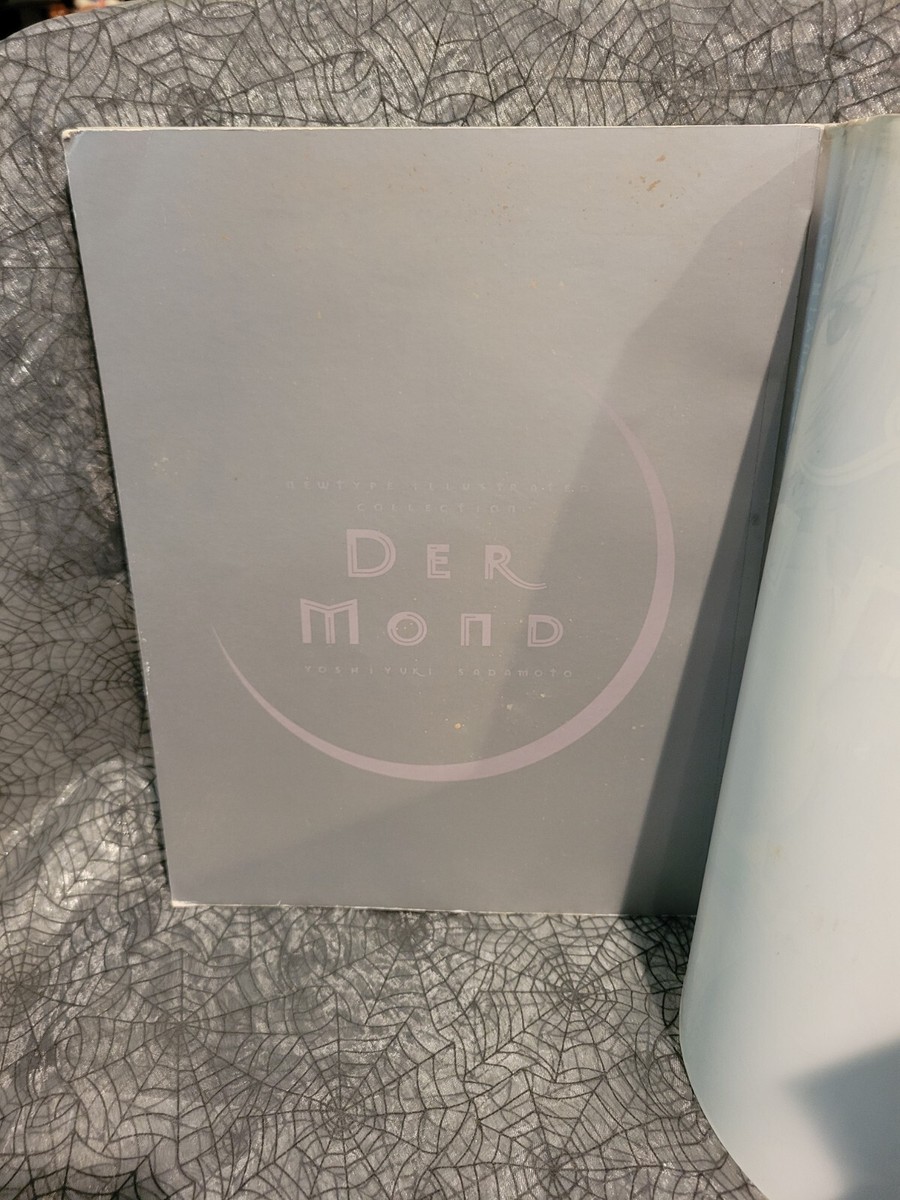 NEWTYPE ILLUSTRATED
COLLECTION
DER
MOND
YOSHIYUKI SADAMOTO